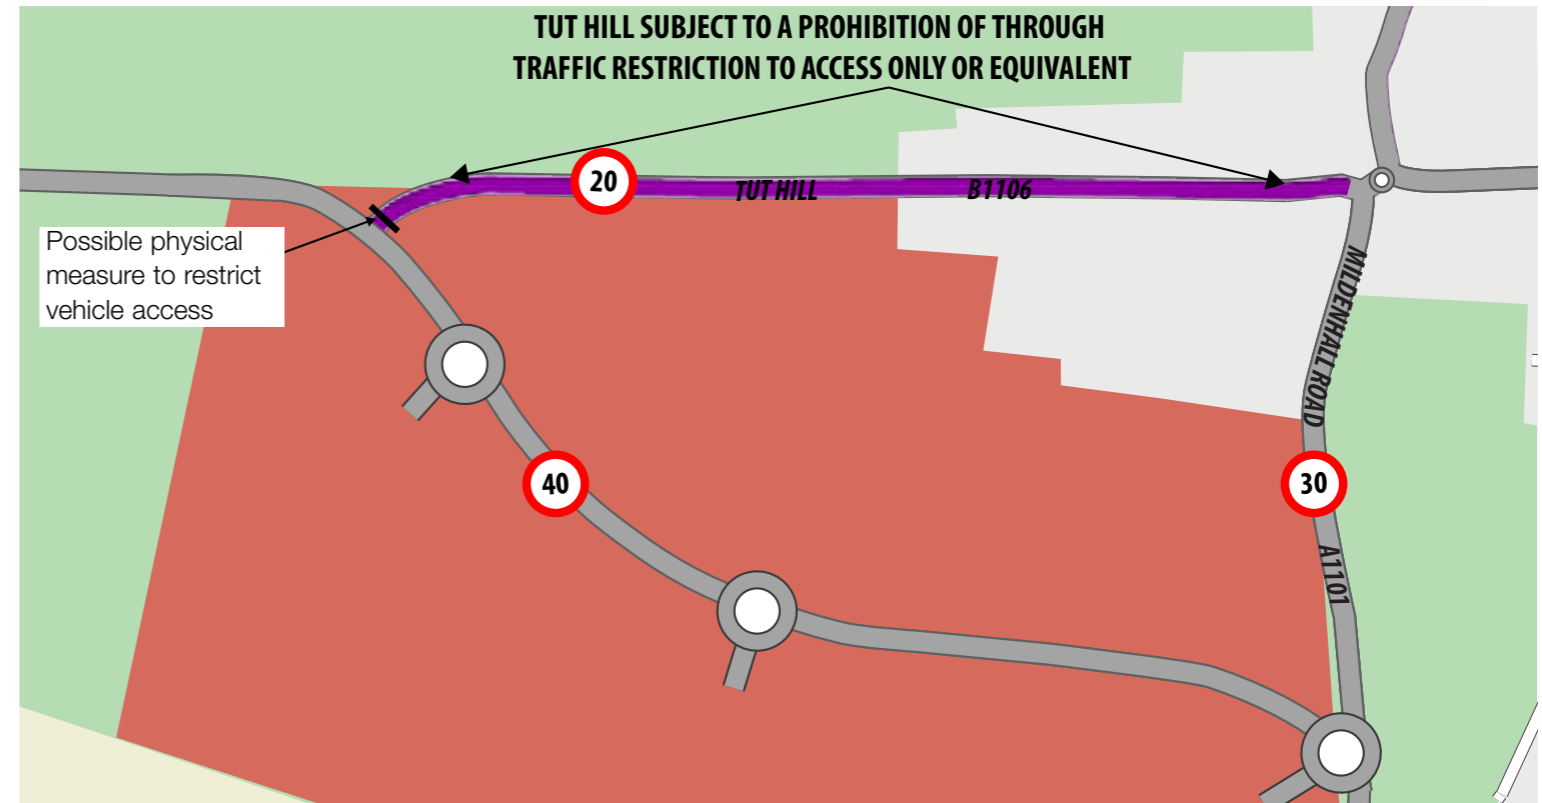 TUT HILL SUBJECT TO A PROHIBITION OF THROUGH
TRAFFIC RESTRICTION TO ACCESS ONLY OR EQUIVALENT
20
TUT HILL
B1106
Possible physical
measure to restrict
vehicle access
MILDENHALL ROAD
40
30
A1101